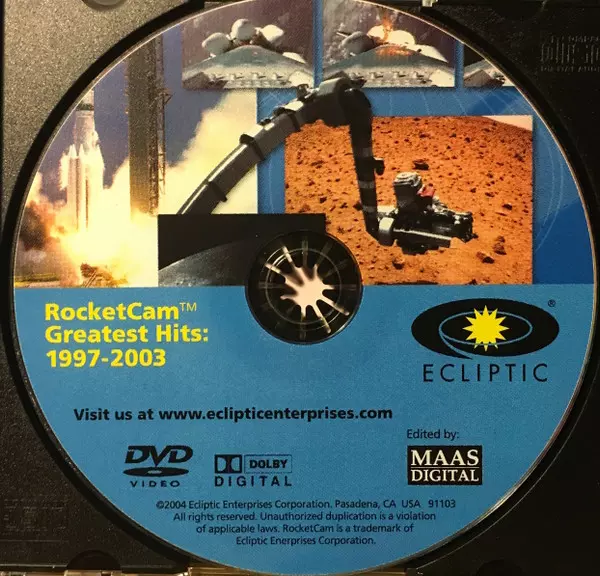 RocketCam™
Greatest Hits:
1997-2003
®
ECLIPTIC
Visit us at www.eclipticenterprises.com
DVD
VIDEO
DOLBY
DIGITAL
Edited by:
MAAS
DIGITAL
©2004 Ecliptic Enterprises Corporation. Pasadena, CA USA 91103
All rights reserved. Unauthorized duplication is a violation
of applicable laws. RocketCam is a trademark of
Ecliptic Enerprises Corporation.